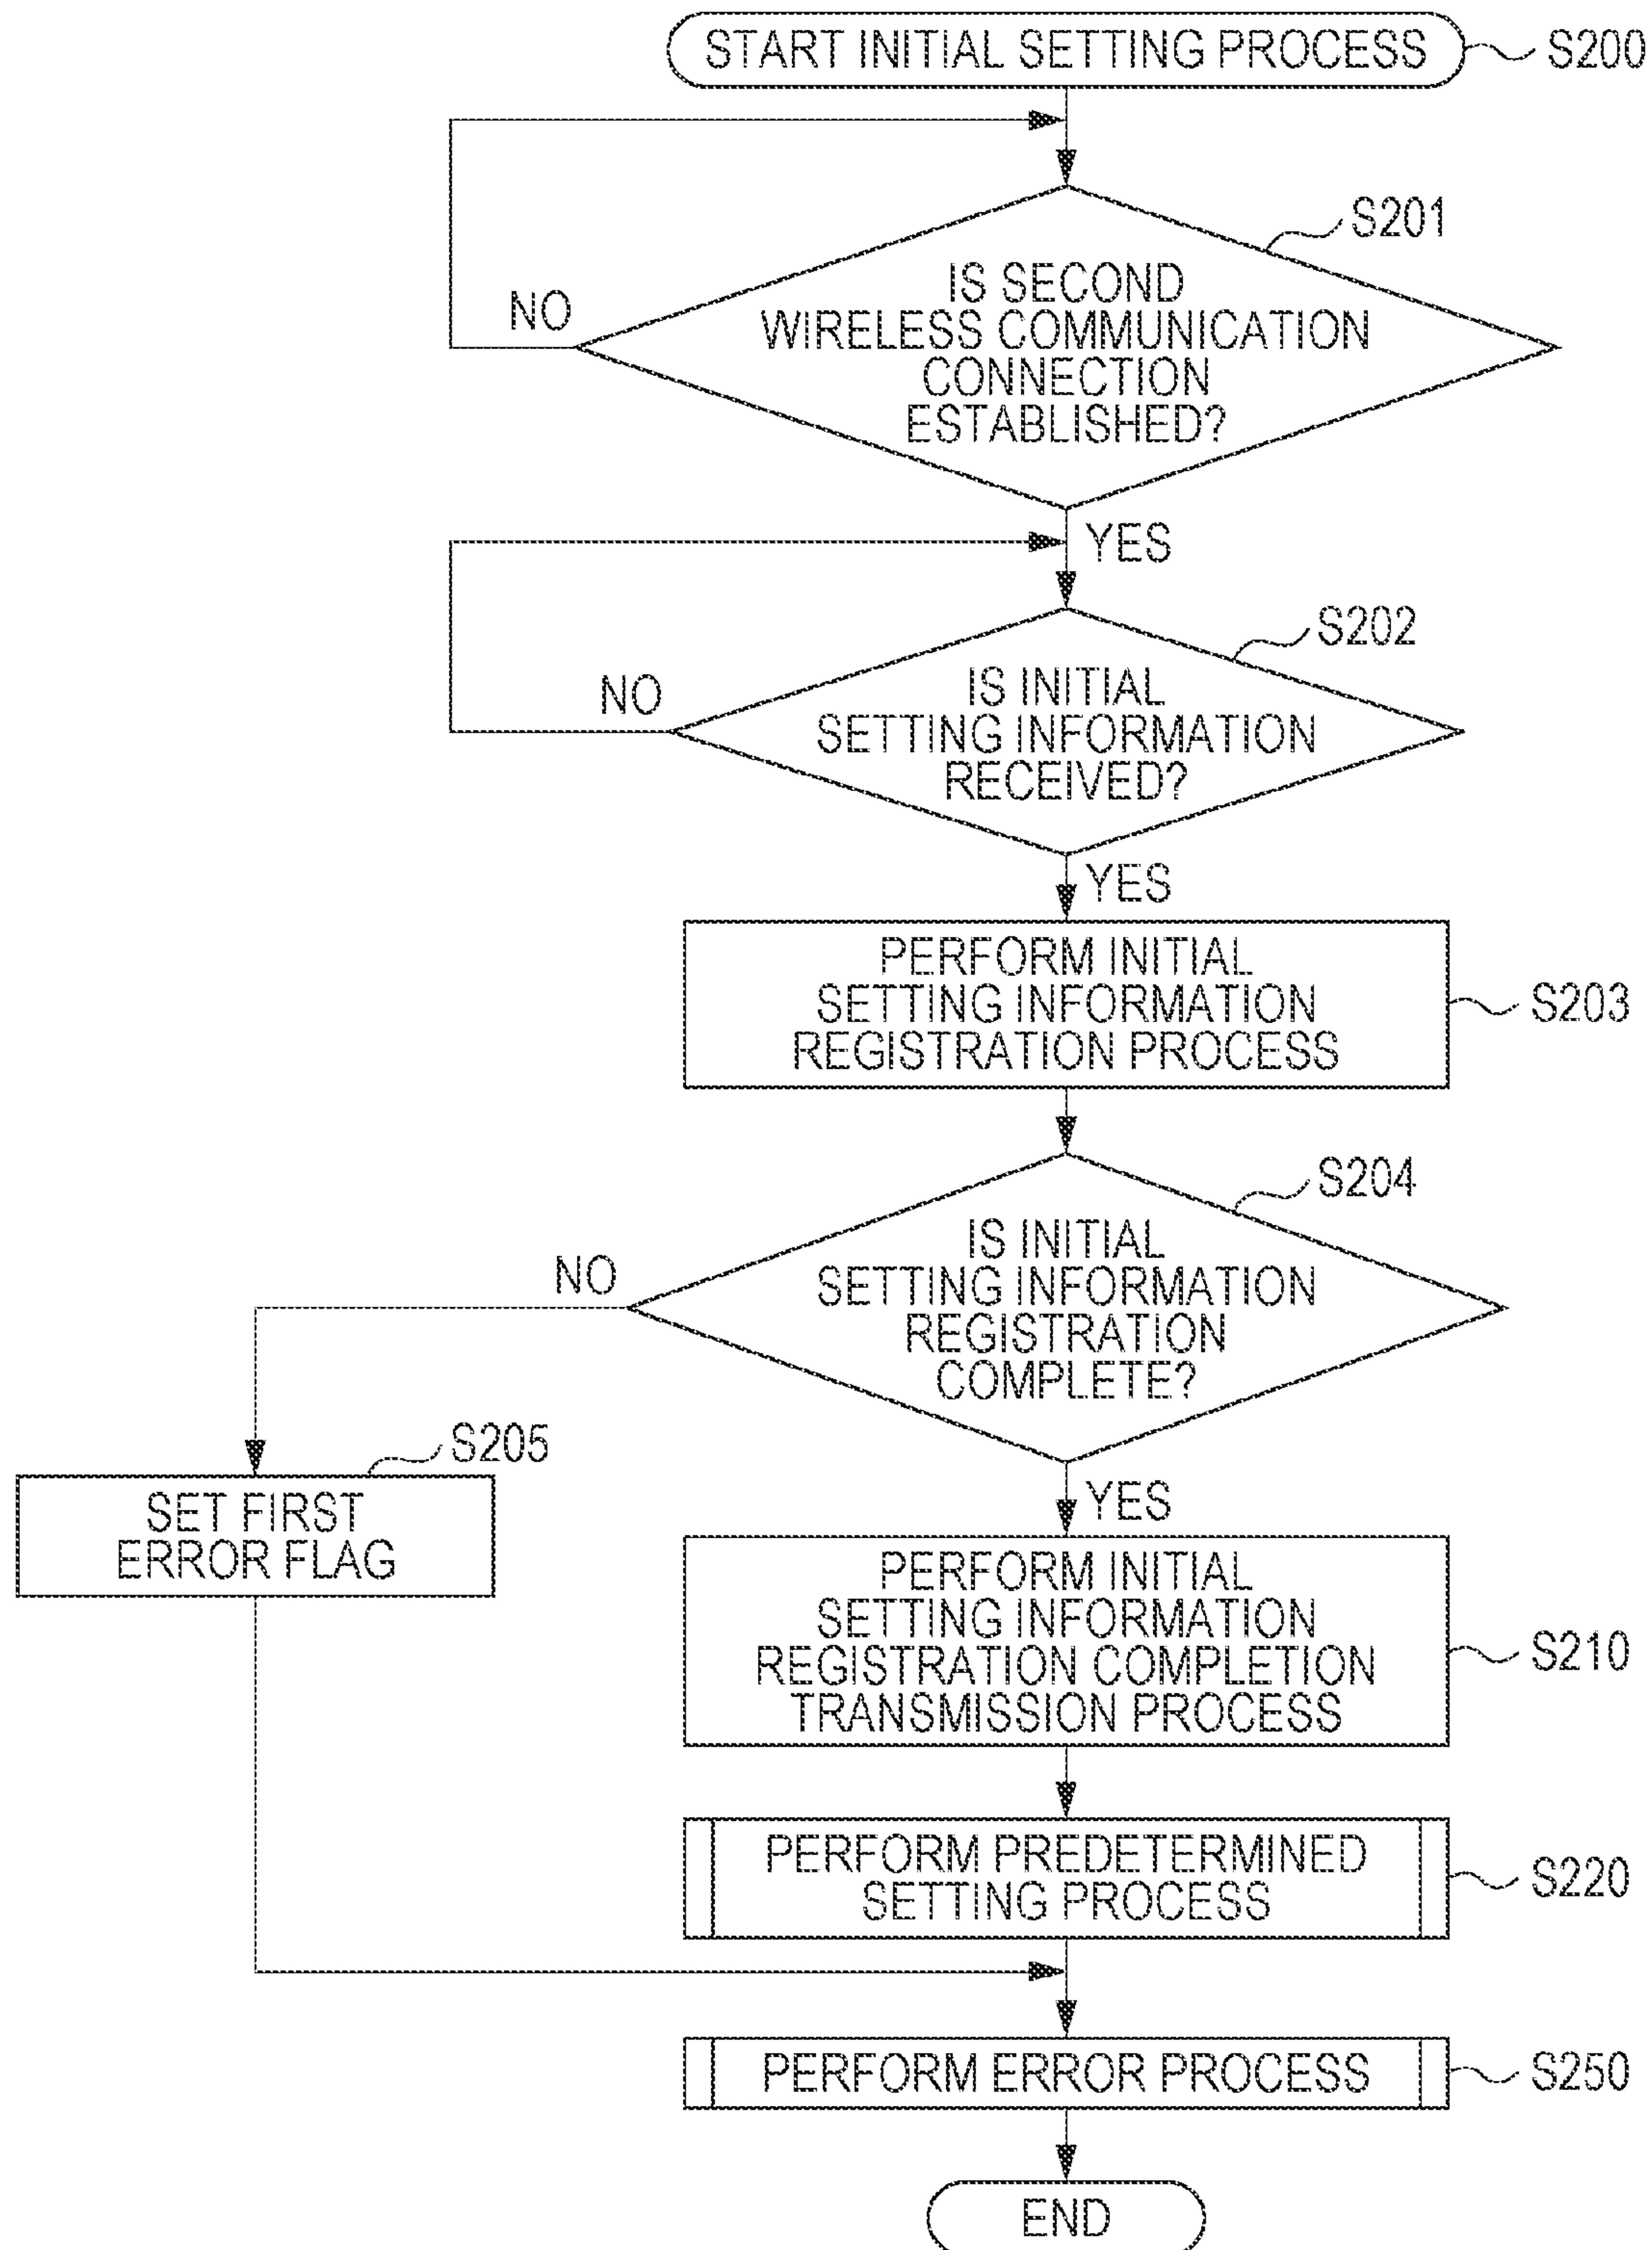 START INITIAL SETTING PROCESS
S200
S201
IS SECOND
WIRELESS COMMUNICATION
CONNECTION
ESTABLISHED?
NO
YES
S202
IS INITIAL
SETTING INFORMATION
RECEIVED?
NO
YES
PERFORM INITIAL
SETTING INFORMATION
REGISTRATION PROCESS
S203
S204
IS INITIAL
SETTING INFORMATION
REGISTRATION
COMPLETE?
NO
S205
SET FIRST
ERROR FLAG
YES
PERFORM INITIAL
SETTING INFORMATION
REGISTRATION COMPLETION
TRANSMISSION PROCESS
S210
PERFORM PREDETERMINED
SETTING PROCESS
S220
PERFORM ERROR PROCESS
S250
END